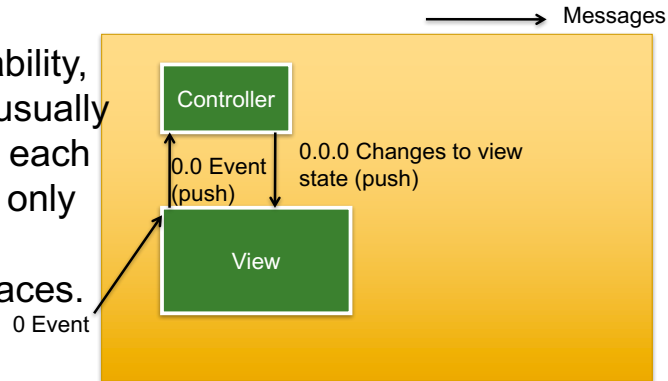 Messages
ability,
usually
each
only
aces.
Controller
0.0 Event
(push)
0.0.0 Changes to view
state (push)
View
0 Event